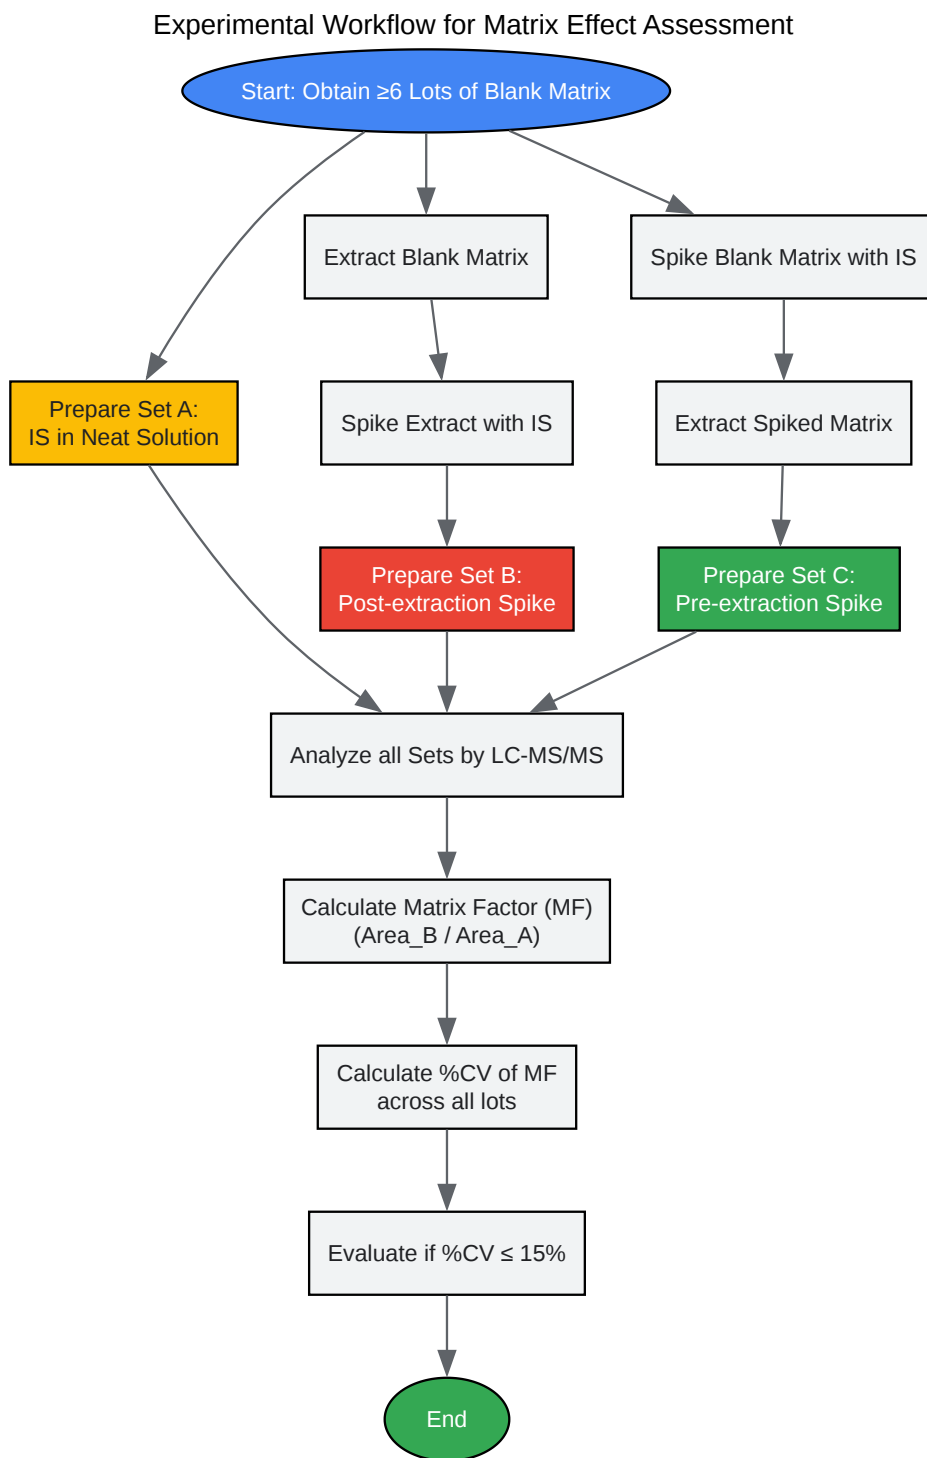 Experimental Workflow for Matrix Effect Assessment
Start: Obtain ≥6 Lots of Blank Matrix
Extract Blank Matrix
Spike Blank Matrix with IS
Prepare Set A:
IS in Neat Solution
Spike Extract with IS
Extract Spiked Matrix
Prepare Set B:
Post-extraction Spike
Prepare Set C:
Pre-extraction Spike
Analyze all Sets by LC-MS/MS
Calculate Matrix Factor (MF)
(Area_B / Area_A)
Calculate %CV of MF
across all lots
Evaluate if %CV ≤ 15%
End